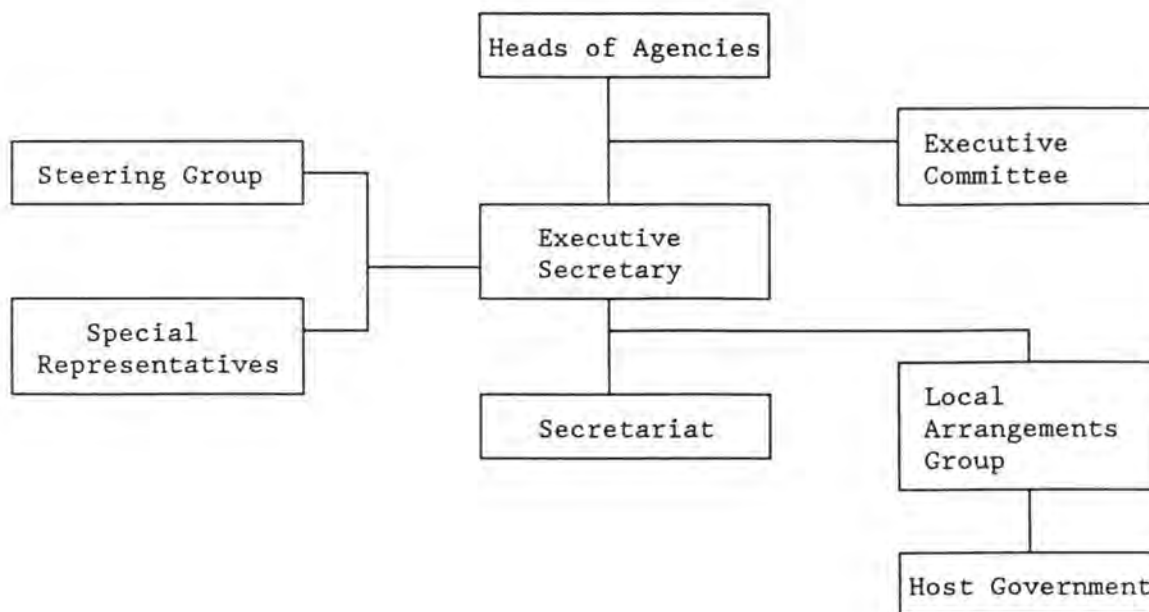 Heads of Agencies
Executive
Committee
Steering Group
Executive
Secretary
Special
Representatives
Secretariat
Local
Arrangements
Group
Host Government